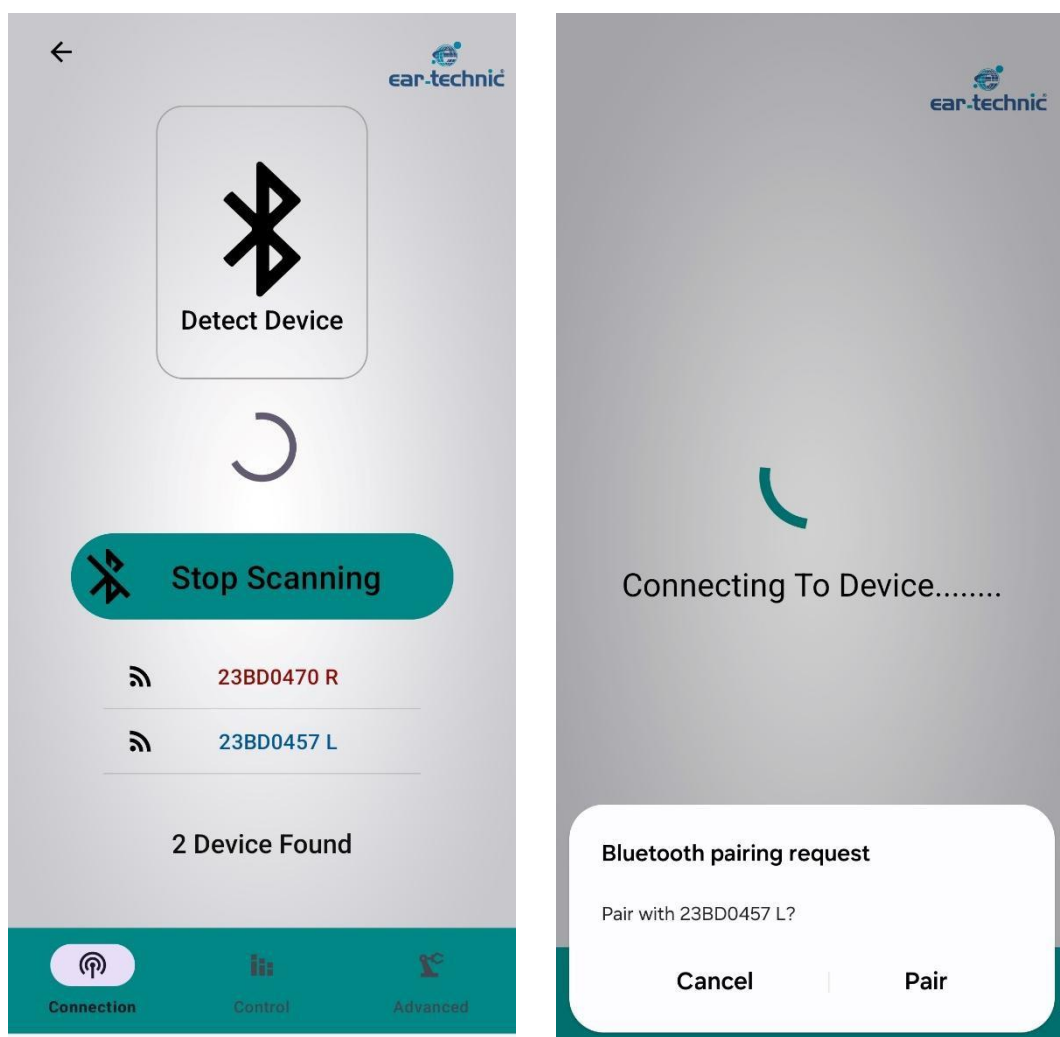 ear-technic
Detect Device
Stop Scanning
23BD0470 R
23BD0457 L
2 Device Found
Connection
Control
Advanced
ear-technic
Connecting To Device........
Bluetooth pairing request
Pair with 23BD0457 L?
Cancel
Pair